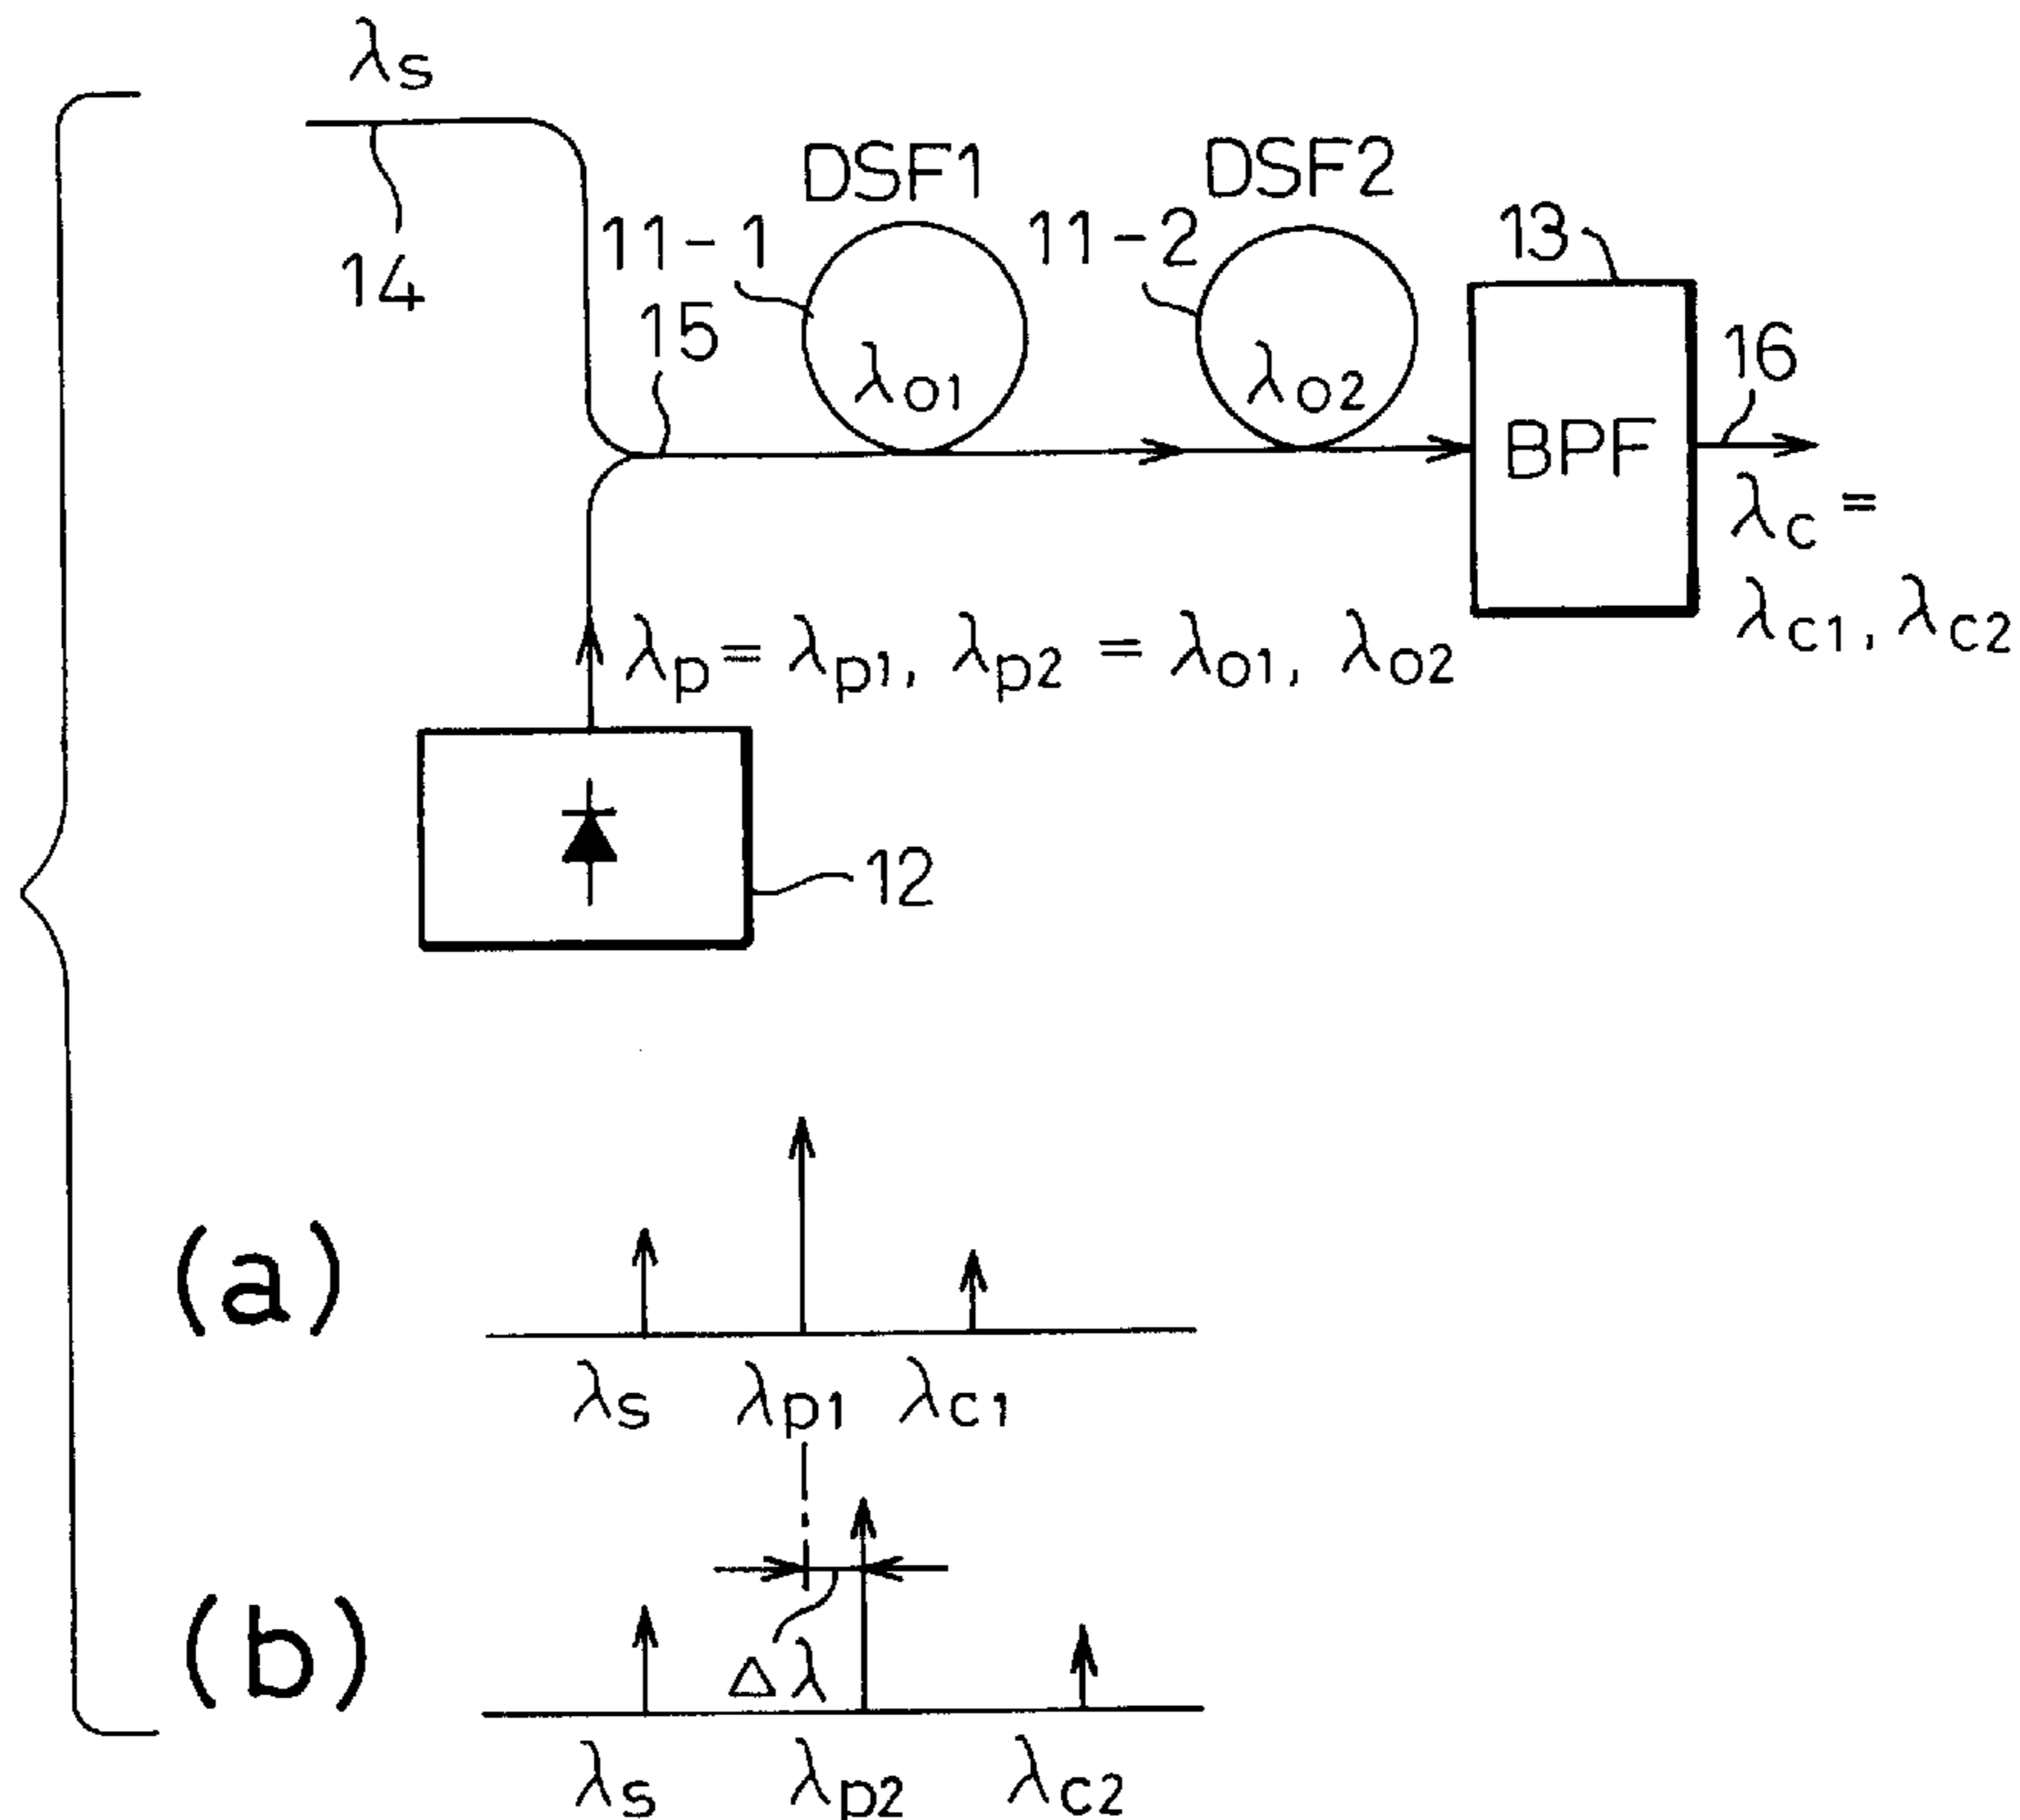 λs
14
DSF1
DSF2
11-1
11-2
13
15
16
λo1
λo2
BPF
λc =
λc1, λc2
λp = λp1, λp2 = λo1, λo2
12
(a)
λs λp1 λc1
(b)
Δλ
λs λp2 λc2